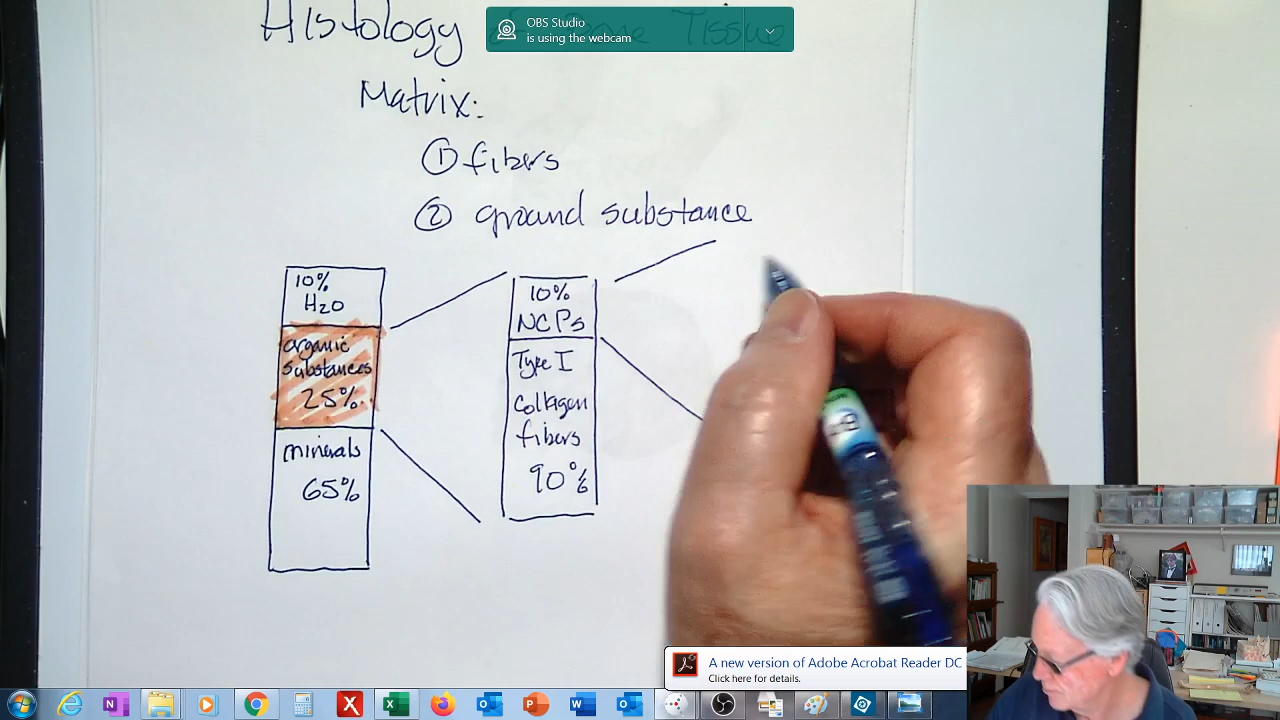 Histology
Tissue
OBS Studio
is using the webcam
Matrix:
① fibers
② ground substance
10%
H2O
organic
substances
25%
minerals
65%
10%
NCPs
Type I
Collagen
fibers
90%
A new version of Adobe Acrobat Reader DC
Click here for details.